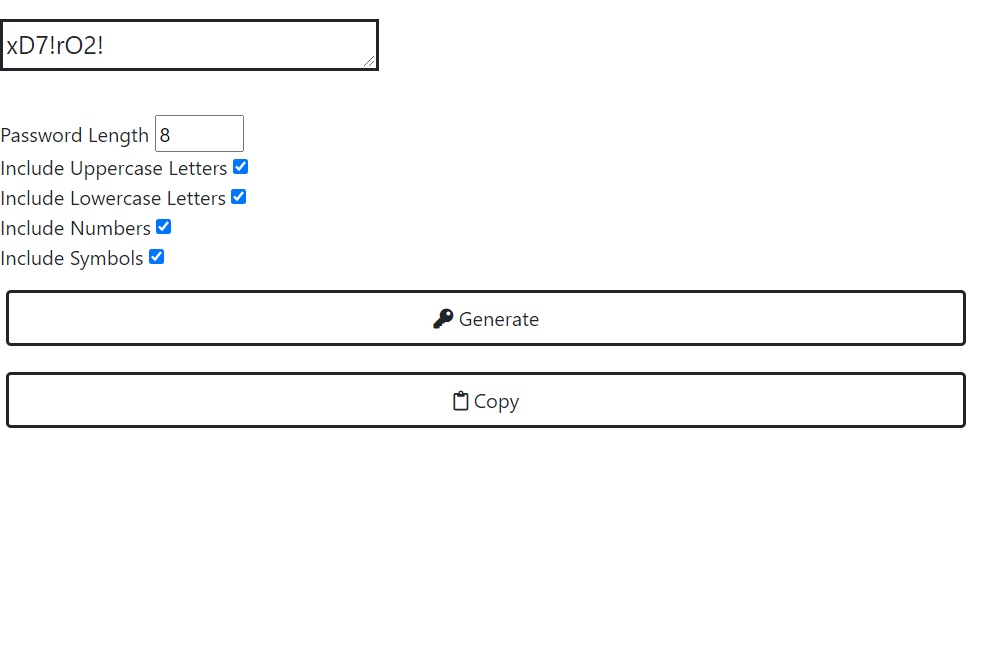 xD7!rO2!
Password Length 8
Include Uppercase Letters
Include Lowercase Letters
Include Numbers
Include Symbols
Generate
Copy